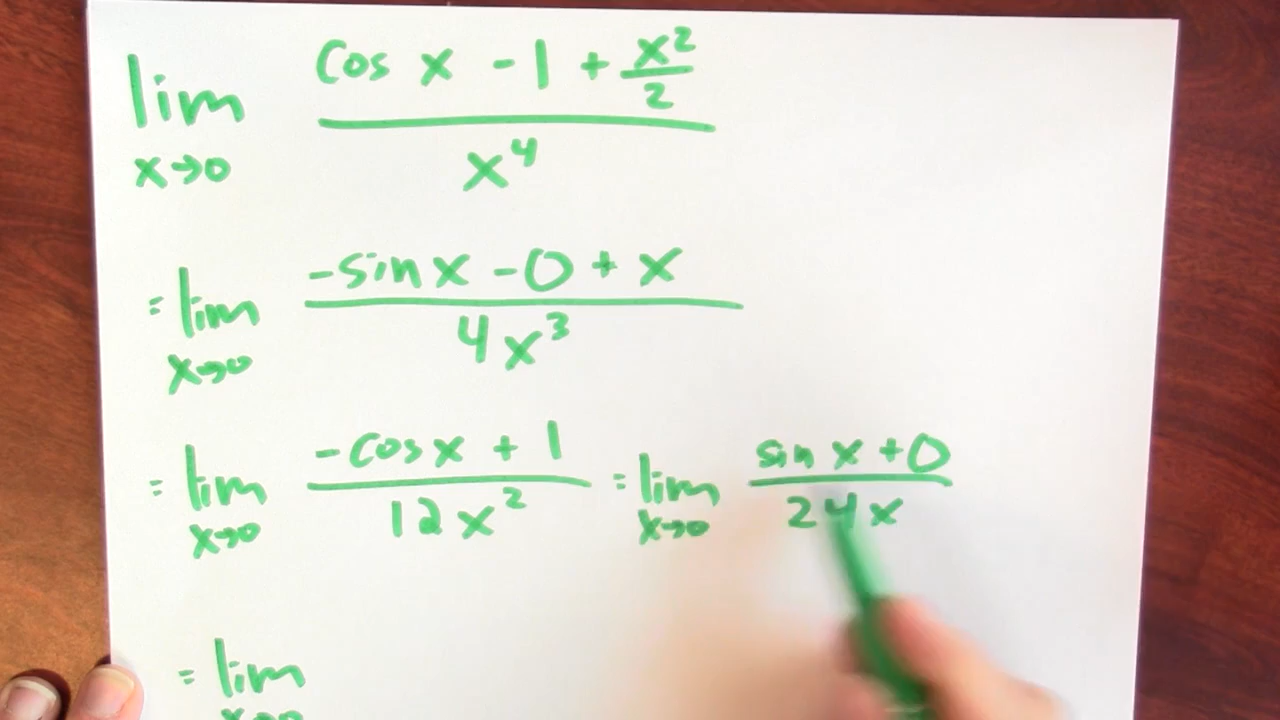 lim x→0 (cos x - 1 + x²/2) / x⁴
= lim x→0 (-sin x - 0 + x) / 4x³
= lim x→0 (-cos x + 1) / 12x² = lim x→0 (sin x + 0) / 24x
= lim x→0